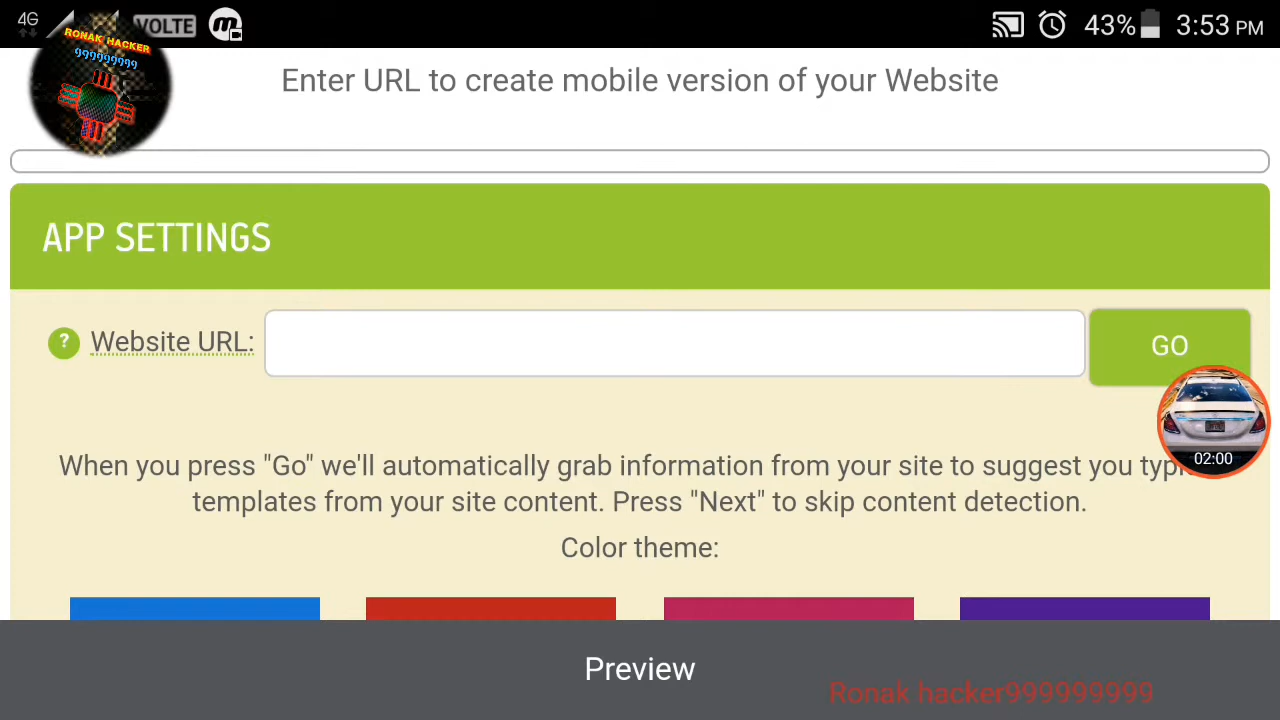 4G
VOLTE
m
43%
3:53 PM
RONAK HACKER
999999999
Enter URL to create mobile version of your Website
APP SETTINGS
? Website URL:
GO
02:00
When you press "Go" we'll automatically grab information from your site to suggest you typi
templates from your site content. Press "Next" to skip content detection.
Color theme:
Preview
Ronak hacker999999999